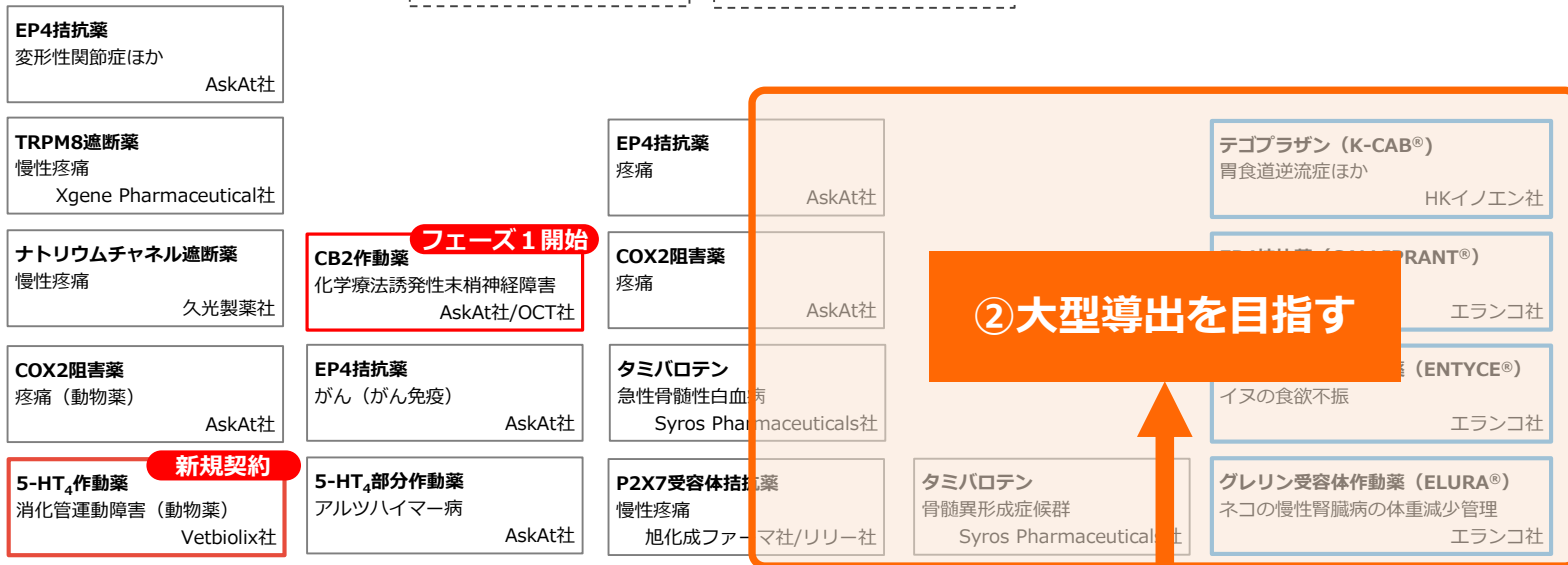 EP4拮抗薬
変形性関節症ほか
AskAt社
TRPM8遮断薬
慢性疼痛
Xgene Pharmaceutical社
ナトリウムチャネル遮断薬
慢性疼痛
久光製薬社
COX2阻害薬
疼痛（動物薬）
AskAt社
新規契約
5-HT₄作動薬
消化管運動障害（動物薬）
Vetbiolix社
フェーズ１開始
CB2作動薬
化学療法誘発性末梢神経障害
AskAt社/OCT社
EP4拮抗薬
がん（がん免疫）
AskAt社
5-HT₄部分作動薬
アルツハイマー病
AskAt社
EP4拮抗薬
疼痛
AskAt社
COX2阻害薬
疼痛
AskAt社
タミバロテン
急性骨髄性白血病
Syros Pharmaceuticals社
P2X7受容体拮抗薬
慢性疼痛
旭化成ファーマ社/リリー社
タミバロテン
骨髄異形成症候群
Syros Pharmaceuticals社
②大型導出を目指す
テゴプラザン（K-CAB®)
胃食道逆流症ほか
HKイノエン社
RANT®）
エランコ社
（ENTYCE®）
イヌの食欲不振
エランコ社
グレリン受容体作動薬（ELURA®）
ネコの慢性腎臓病の体重減少管理
エランコ社